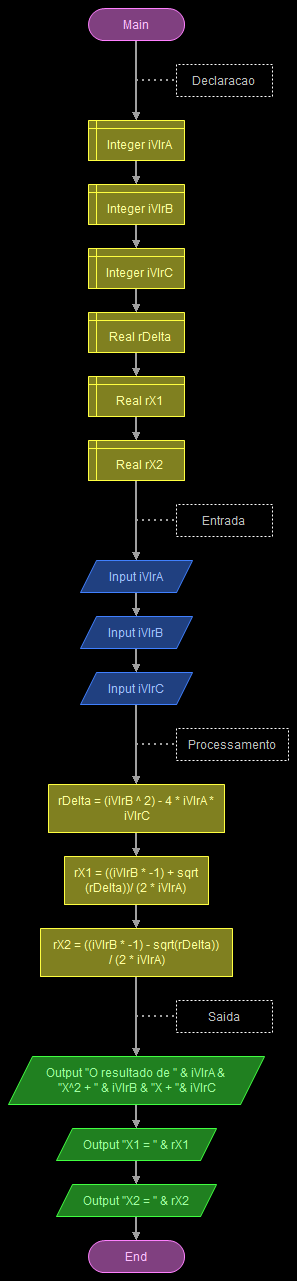 Main
Declaracao
Integer iVlrA
Integer iVlrB
Integer iVlrC
Real rDelta
Real rX1
Real rX2
Entrada
Input iVlrA
Input iVlrB
Input iVlrC
Processamento
rDelta = (iVlrB ^ 2) - 4 * iVlrA *
iVlrC
rX1 = ((iVlrB * -1) + sqrt
(rDelta))/ (2 * iVlrA)
rX2 = ((iVlrB * -1) - sqrt(rDelta))
/ (2 * iVlrA)
Saida
Output "O resultado de " & iVlrA &
"X^2 + " & iVlrB & "X + "& iVlrC
Output "X1 = " & rX1
Output "X2 = " & rX2
End